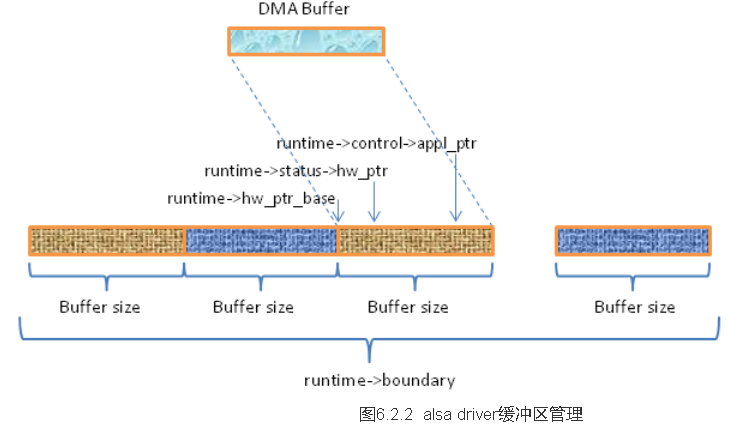 DMA Buffer
runtime->control->appl_ptr
runtime->status->hw_ptr
runtime->hw_ptr_base
Buffer size Buffer size Buffer size Buffer size
runtime->boundary
图6.2.2 alsa driver缓冲区管理